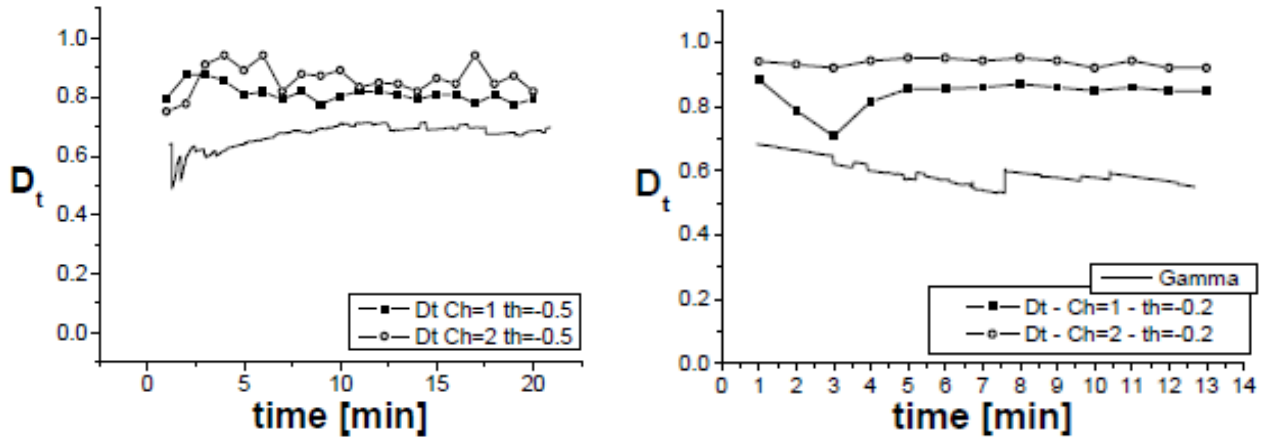 1.0
0.8
0.6
0.4
0.2
0.0
Dt
Dt Ch=1 th=-0.5
Dt Ch=2 th=-0.5
0 5 10 15 20
time [min]
1.0
0.8
0.6
0.4
0.2
0.0
Dt
Gamma
Dt - Ch=1 - th=-0.2
Dt - Ch=2 - th=-0.2
0 1 2 3 4 5 6 7 8 9 10 11 12 13 14
time [min]